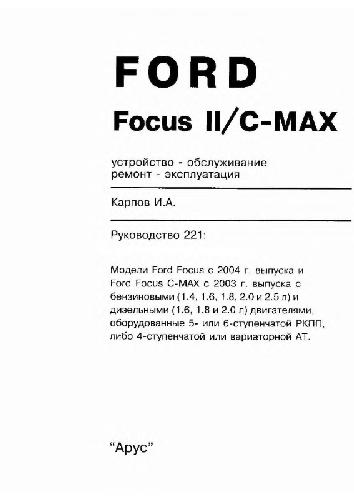 FORD
Focus II/C-MAX
устройство - обслуживание
ремонт - эксплуатация
Карпов И.А.
Руководство 221:
Модели Ford Focus с 2004 г. выпуска и
Ford Focus C-MAX с 2003 г. выпуска с
бензиновыми (1.4, 1.6, 1.8, 2.0 и 2.5 л) и
дизельными (1.6, 1.8 и 2.0 л) двигателями,
оборудованные 5- или 6-ступенчатой РКПП,
либо 4-ступенчатой или вариаторной АТ.
"Арус"